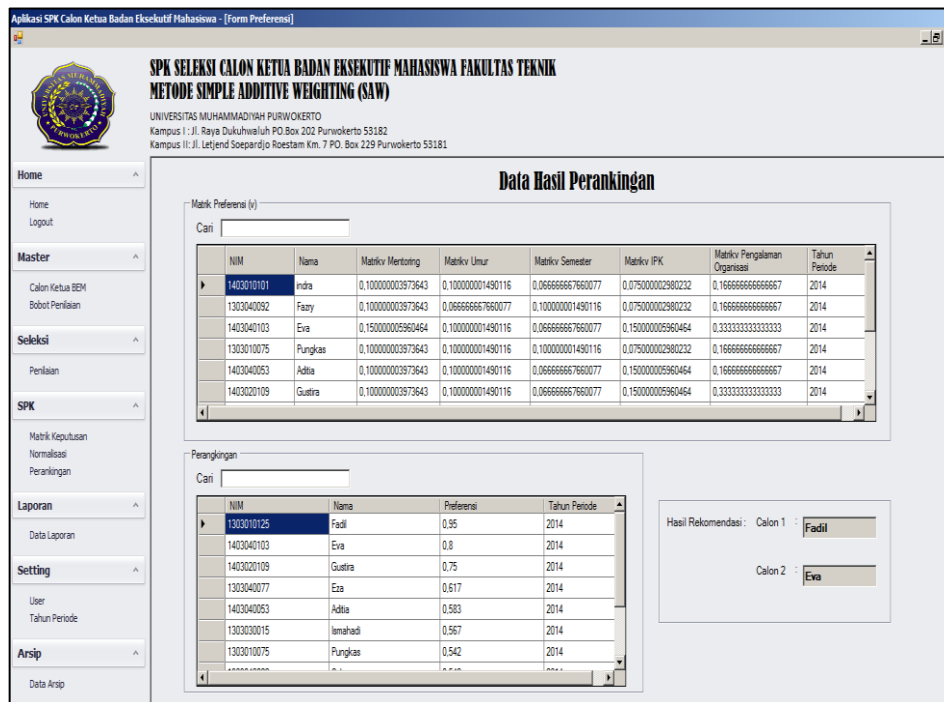 Aplikasi SPK Calon Ketua Badan Eksekutif Mahasiswa - [Form Preferensi]
SPK SELEKSI CALON KETUA BADAN EKSEKUTIF MAHASISWA FAKULTAS TEKNIK
METODE SIMPLE ADDITIVE WEIGHTING (SAW)
UNIVERSITAS MUHAMMADIYAH PURWOKERTO
Kampus I : Jl. Raya Dukuhwaluh PO.Box 202 Purwokerto 53182
Kampus II: Jl. Letjend Soepardjo Roestam Km. 7 PO. Box 229 Purwokerto 53181
Home
Home
Logout
Master
Calon Ketua BEM
Bobot Penilaian
Seleksi
Penilaian
SPK
Matrik Keputusan
Normalisasi
Perankingan
Laporan
Data Laporan
Setting
User
Tahun Periode
Arsip
Data Arsip
Data Hasil Perankingan
Matrik Preferensi (v)
Cari
NIM Nama Matrikv Mentoring Matrikv Umur Matrikv Semester Matrikv IPK Matrikv Pengalaman Organisasi Tahun Periode
1403010101 indra 0,100000003973643 0,100000001490116 0,066666667660077 0,075000002980232 0,166666666666667 2014
1303040092 Fazry 0,100000003973643 0,066666667660077 0,100000001490116 0,075000002980232 0,166666666666667 2014
1403040103 Eva 0,150000005960464 0,100000001490116 0,066666667660077 0,150000005960464 0,333333333333333 2014
1303010075 Pungkas 0,100000003973643 0,100000001490116 0,100000001490116 0,075000002980232 0,166666666666667 2014
1403040053 Aditia 0,100000003973643 0,100000001490116 0,066666667660077 0,150000005960464 0,166666666666667 2014
1403020109 Gustira 0,100000003973643 0,100000001490116 0,066666667660077 0,150000005960464 0,333333333333333 2014
Perangkingan
Cari
NIM Nama Preferensi Tahun Periode
1303010125 Fadil 0,95 2014
1403040103 Eva 0,8 2014
1403020109 Gustira 0,75 2014
1303040077 Eza 0,617 2014
1403040053 Aditia 0,583 2014
1303030015 Ismahadi 0,567 2014
1303010075 Pungkas 0,542 2014
Hasil Rekomendasi : Calon 1 : Fadil
Calon 2 : Eva